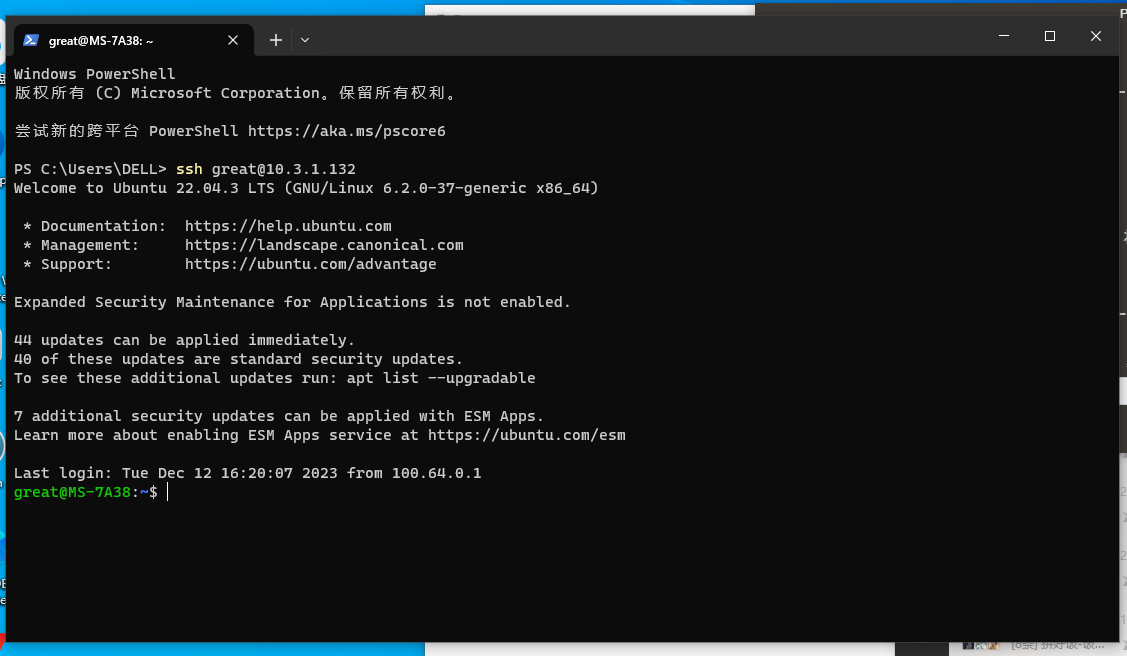 great@MS-7A38: ~
Windows PowerShell
版权所有 (C) Microsoft Corporation。保留所有权利。
尝试新的跨平台 PowerShell https://aka.ms/pscore6
PS C:\Users\DELL> ssh great@10.3.1.132
Welcome to Ubuntu 22.04.3 LTS (GNU/Linux 6.2.0-37-generic x86_64)
* Documentation: https://help.ubuntu.com
* Management: https://landscape.canonical.com
* Support: https://ubuntu.com/advantage
Expanded Security Maintenance for Applications is not enabled.
44 updates can be applied immediately.
40 of these updates are standard security updates.
To see these additional updates run: apt list --upgradable
7 additional security updates can be applied with ESM Apps.
Learn more about enabling ESM Apps service at https://ubuntu.com/esm
Last login: Tue Dec 12 16:20:07 2023 from 100.64.0.1
great@MS-7A38:~$